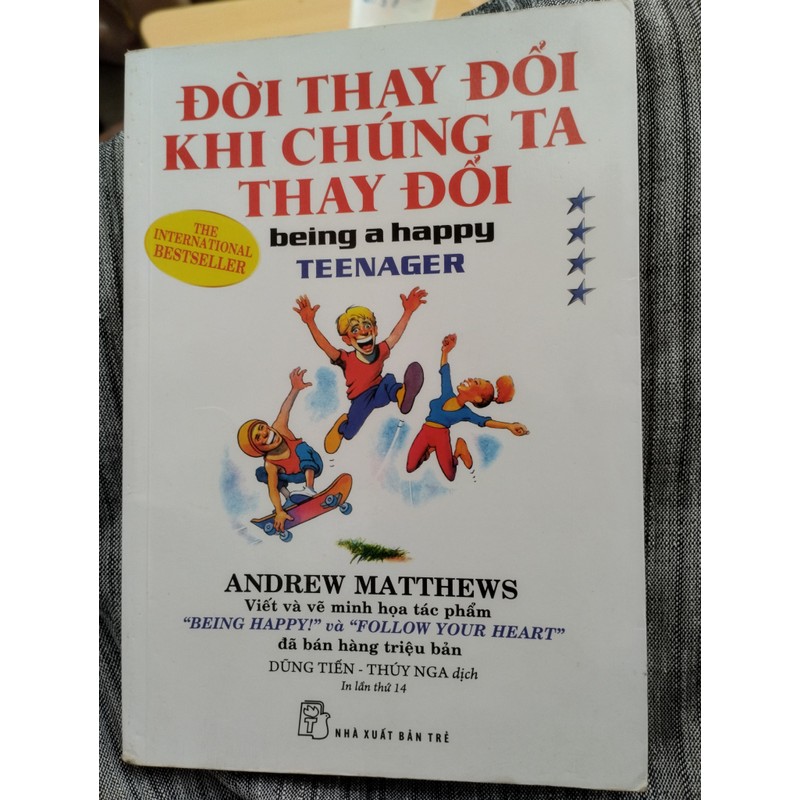 ĐỜI THAY ĐỔI
KHI CHÚNG TA
THAY ĐỔI
THE
INTERNATIONAL
BESTSELLER
being a happy
TEENAGER
ANDREW MATTHEWS
Viết và vẽ minh họa tác phẩm
"BEING HAPPY!" và "FOLLOW YOUR HEART"
đã bán hàng triệu bản
DŨNG TIẾN - THÚY NGA dịch
In lần thứ 14
NHÀ XUẤT BẢN TRẺ